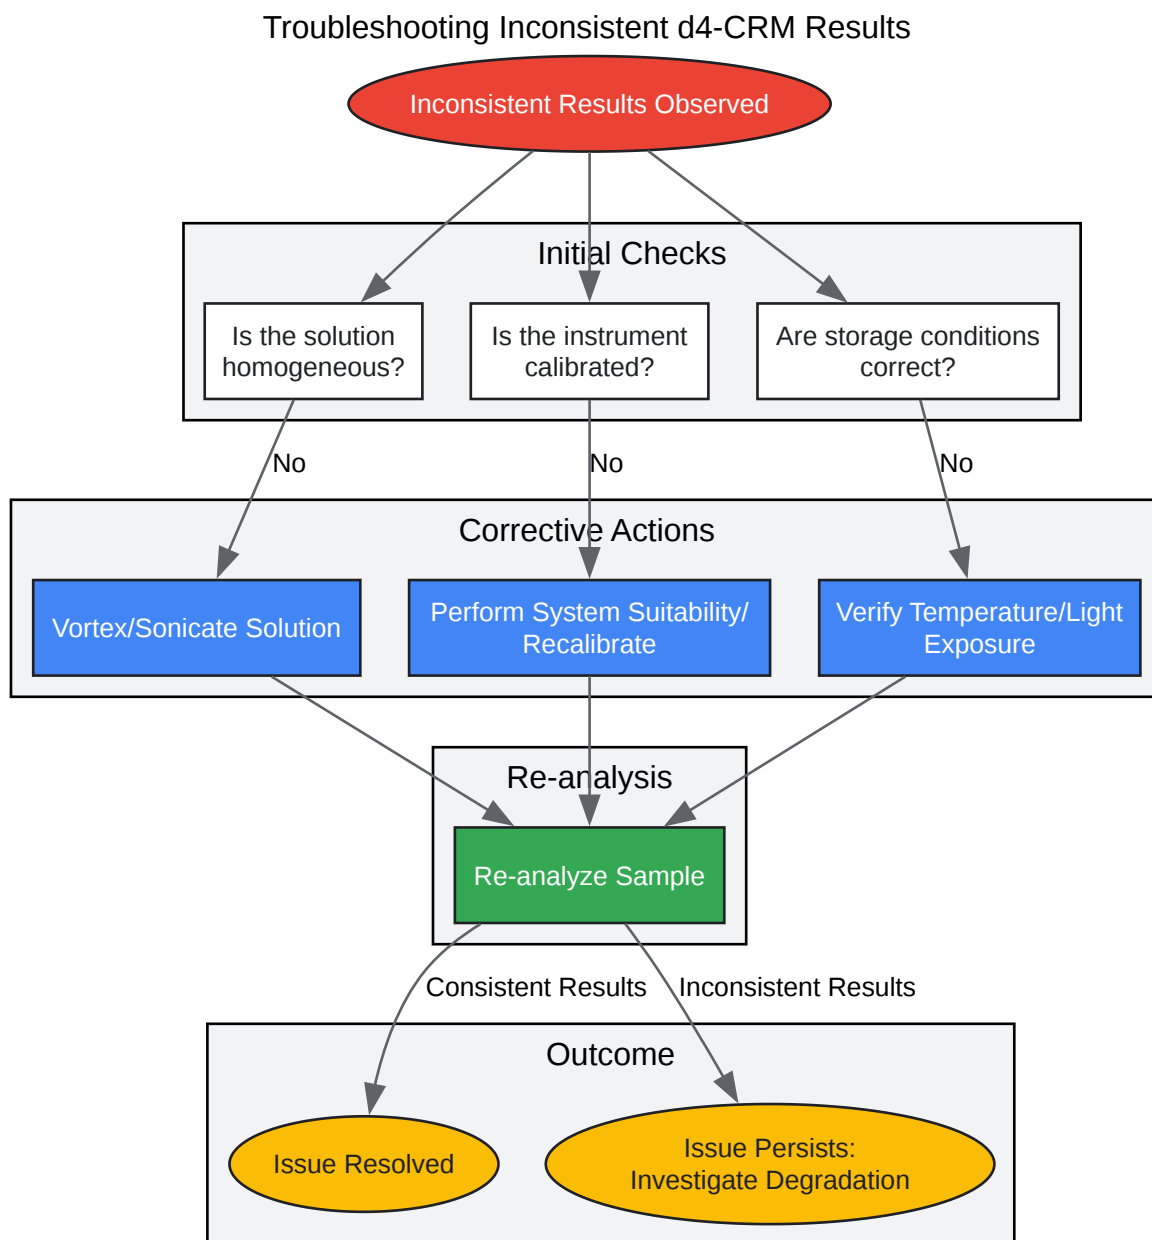 Troubleshooting Inconsistent d4-CRM Results
Inconsistent Results Observed
Initial Checks
Is the solution
homogeneous?
Is the instrument
calibrated?
Are storage conditions
correct?
No
No
No
Corrective Actions
Vortex/Sonicate Solution
Perform System Suitability/
Recalibrate
Verify Temperature/Light
Exposure
Re-analysis
Re-analyze Sample
Consistent Results
Inconsistent Results
Outcome
Issue Resolved
Issue Persists:
Investigate Degradation